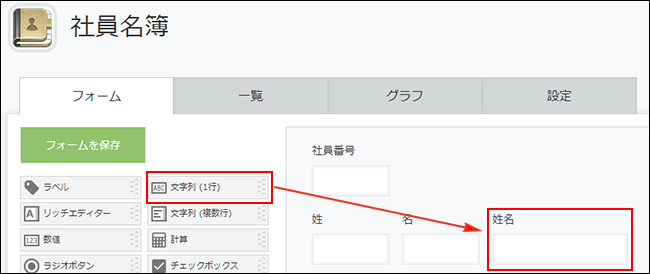 社員名簿
フォーム 一覧 グラフ 設定
フォームを保存
ラベル
ABC 文字列 (1行)
A リッチエディター
文字列 (複数行)
123 数値
計算
ラジオボタン
チェックボックス
社員番号
姓 名 姓名